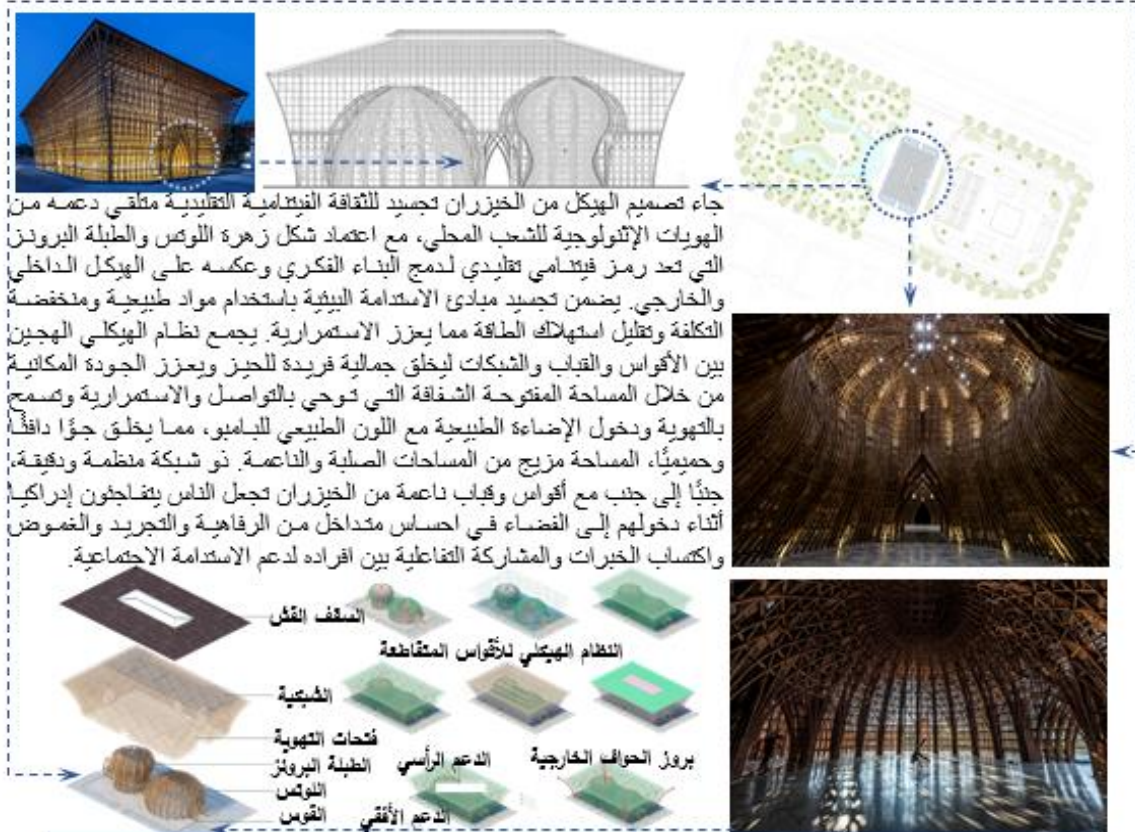 جاء تصميم الهيكل من الخيزران تجسيد للثقافة الفيتنامية التقليدية متلقي دعمه من
الهويات الإثنولوجية للشعب المحلي، مع اعتماد شكل زهرة اللوتس والطبلة البرونز
التي تعد رمز فيتنامي تقليدي لدمج البناء الفكري وعكسه على الهيكل الداخلي
والخارجي. يضمن تجسيد مبادئ الاستدامة البيئية باستخدام مواد طبيعية ومنخفضة
التكلفة وتقليل استهلاك الطاقة مما يعزز الاستمرارية. يجمع نظام الهيكلي الهجين
بين الأقواس والقباب والشبكات ليخلق جمالية فريدة للحيز ويعزز الجودة المكانية
من خلال المساحة المفتوحة الشفافة التي توحي بالتواصل والاستمرارية وتسمح
بالتهوية ودخول الإضاءة الطبيعية مع اللون الطبيعي للبامبو، مما يخلق جوًا دافئًا
وحميميًا، المساحة مزيج من المساحات الصلبة والناعمة. ذو شبكة منظمة ودقيقة،
جنبًا إلى جنب مع أقواس وقباب ناعمة من الخيزران تجعل الناس يتفاجئون إدراكيا
أثناء دخولهم إلى الفضاء في احساس متداخل من الرفاهية والتجريد والغموض
واكتساب الخبرات والمشاركة التفاعلية بين افراده لدعم الاستدامة الاجتماعية.
السقف القش
النظام الهيكلي للأقواس المتقاطعة
الشبكية
فتحات التهوية
الطبلة البرونز
اللوتس
القوس
بروز الحواف الخارجية
الدعم الرأسي
الدعم الأفقي